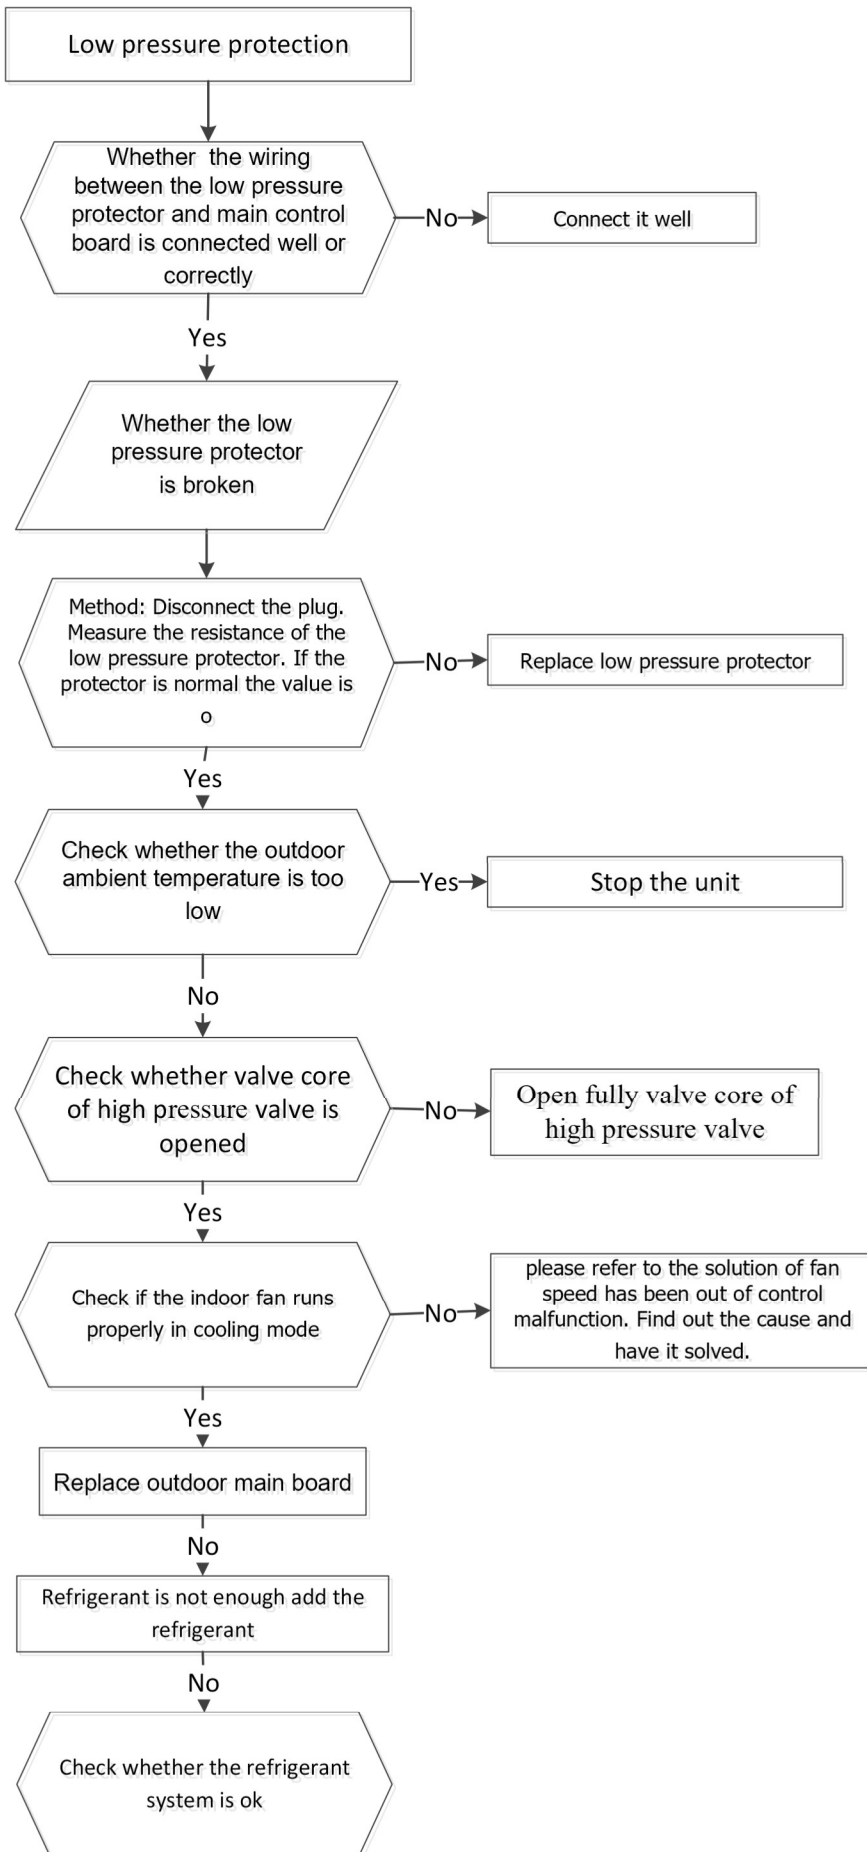 Low pressure protection
Whether the wiring
between the low pressure
protector and main control
board is connected well or
correctly
No
Connect it well
Yes
Whether the low
pressure protector
is broken
Method: Disconnect the plug.
Measure the resistance of the
low pressure protector. If the
protector is normal the value is
o
No
Replace low pressure protector
Yes
Check whether the outdoor
ambient temperature is too
low
Yes
Stop the unit
No
Check whether valve core
of high pressure valve is
opened
No
Open fully valve core of
high pressure valve
Yes
Check if the indoor fan runs
properly in cooling mode
No
please refer to the solution of fan
speed has been out of control
malfunction. Find out the cause and
have it solved.
Yes
Replace outdoor main board
No
Refrigerant is not enough add the
refrigerant
No
Check whether the refrigerant
system is ok